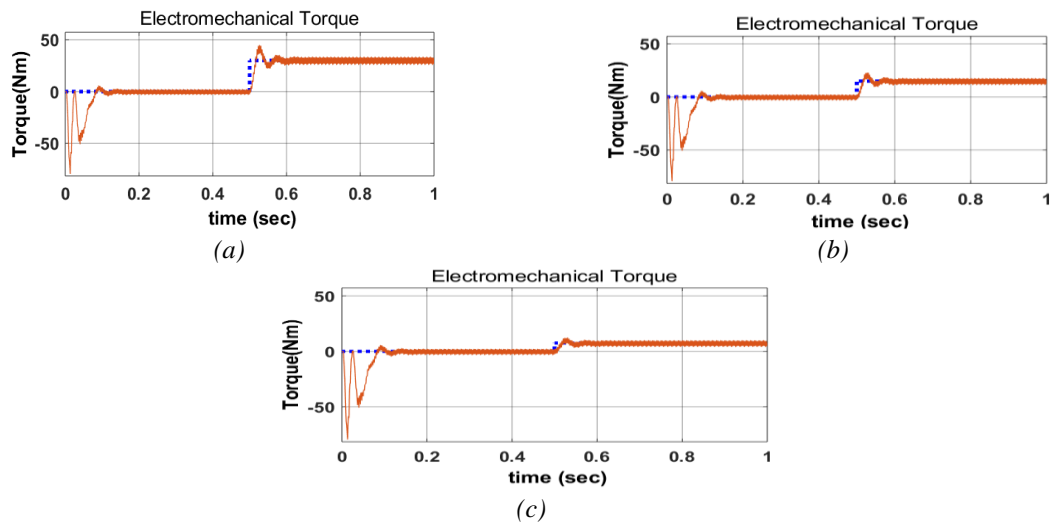 Electromechanical Torque
50
0
-50
Torque(Nm)
0 0.2 0.4 0.6 0.8 1
time (sec)
(a)
Electromechanical Torque
50
0
-50
Torque(Nm)
0 0.2 0.4 0.6 0.8 1
time (sec)
(b)
Electromechanical Torque
50
0
-50
Torque(Nm)
0 0.2 0.4 0.6 0.8 1
time (sec)
(c)